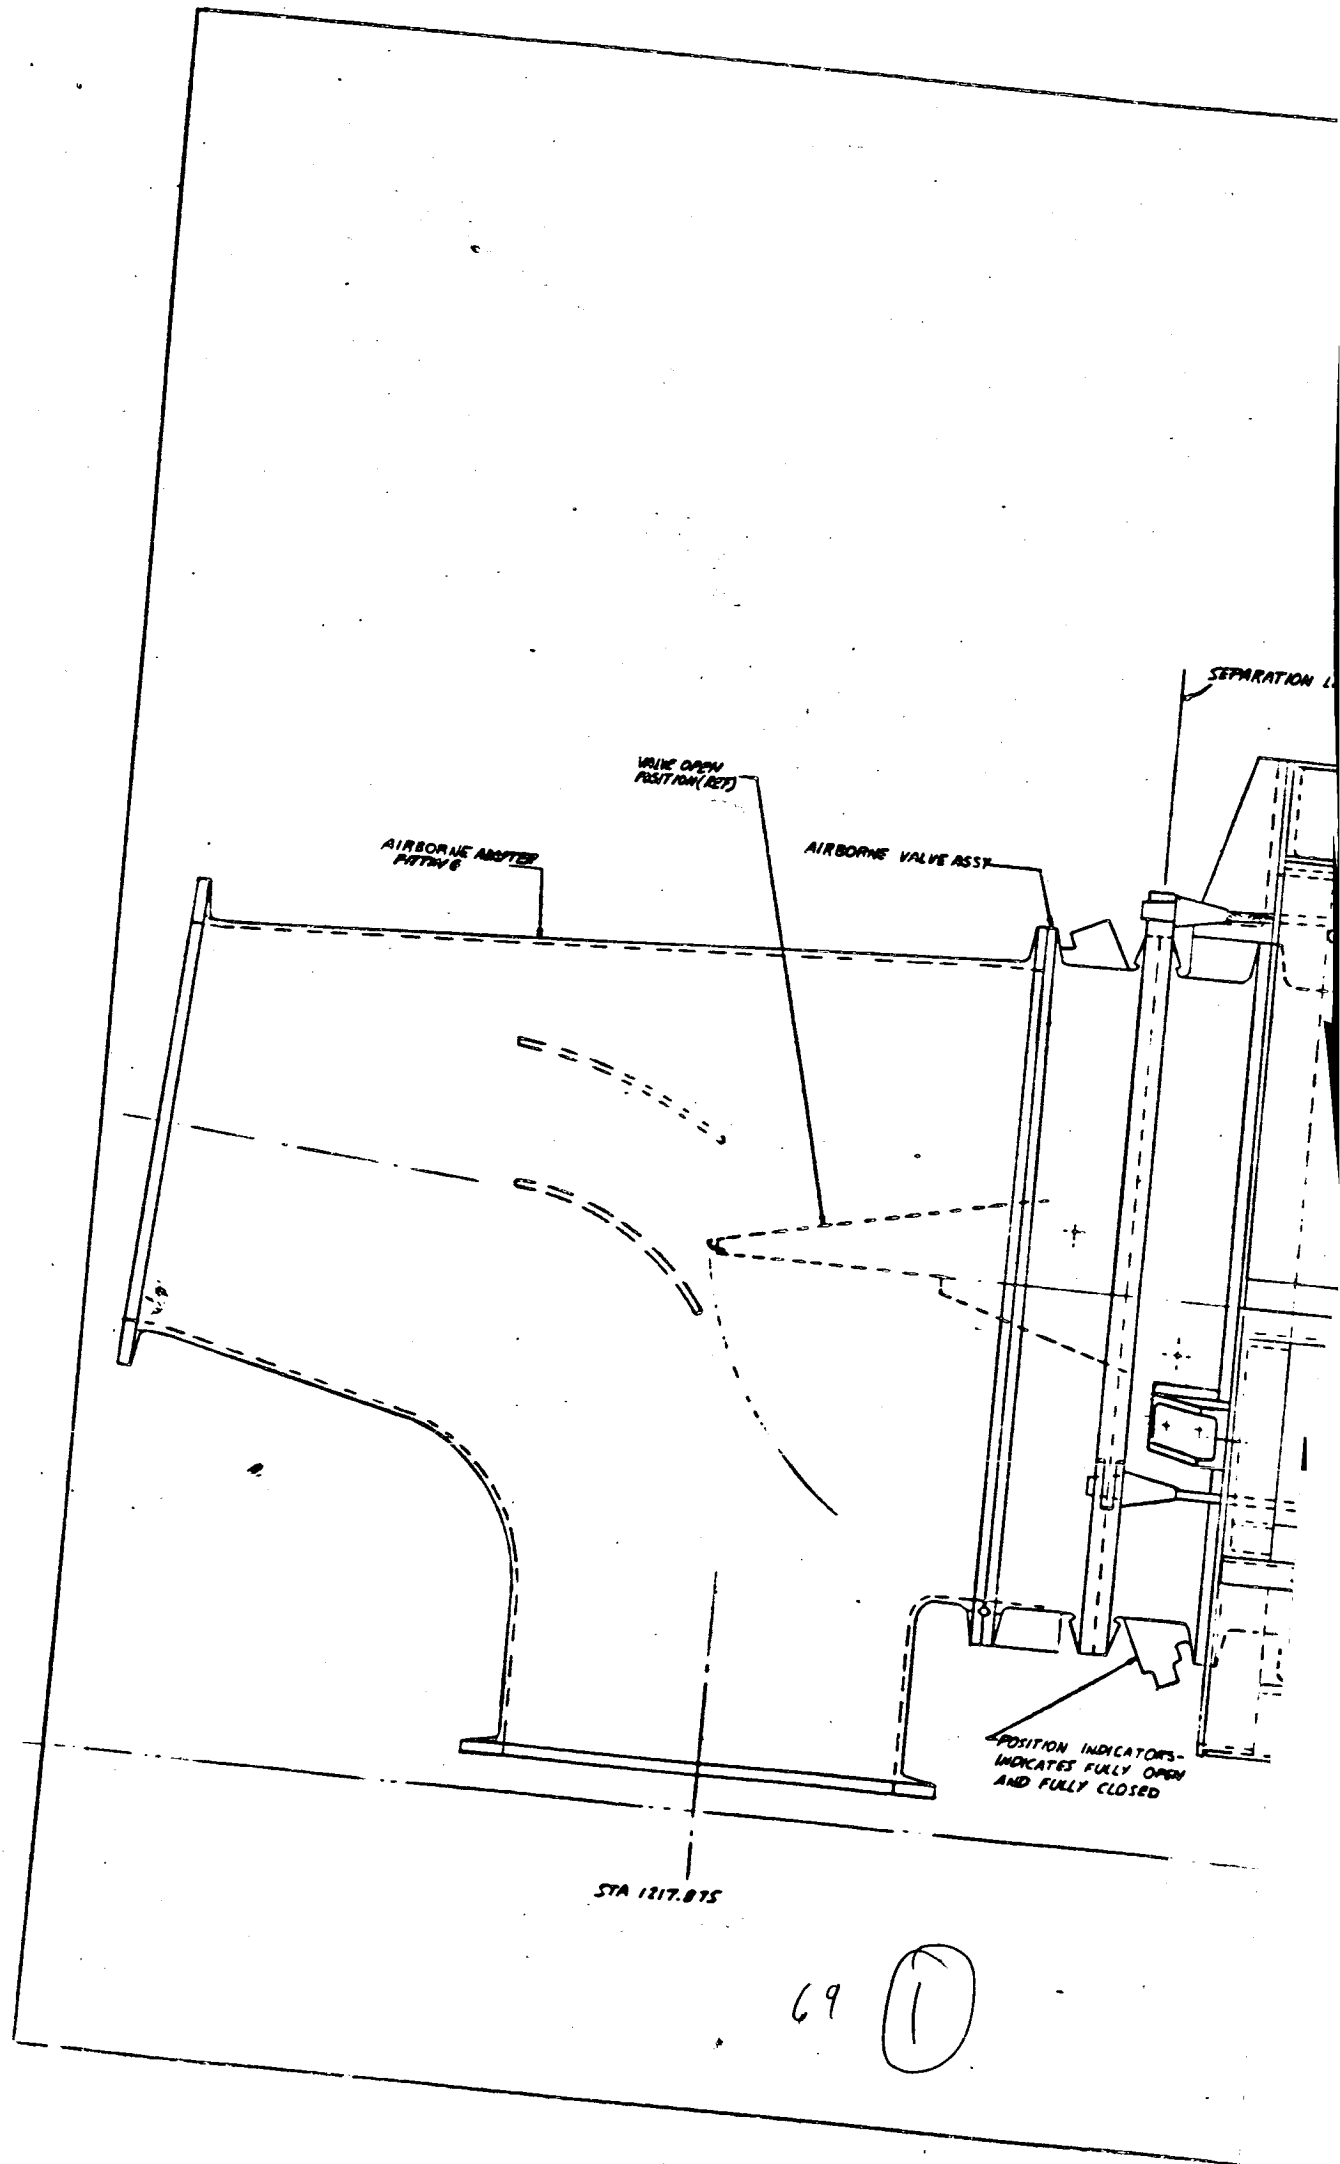 SEPARATION L
VALVE OPEN
POSITION (REF)
AIRBORNE ADAPTER
FITTING
AIRBORNE VALVE ASSY
POSITION INDICATORS-
INDICATES FULLY OPEN
AND FULLY CLOSED
STA 1217.875
69 1